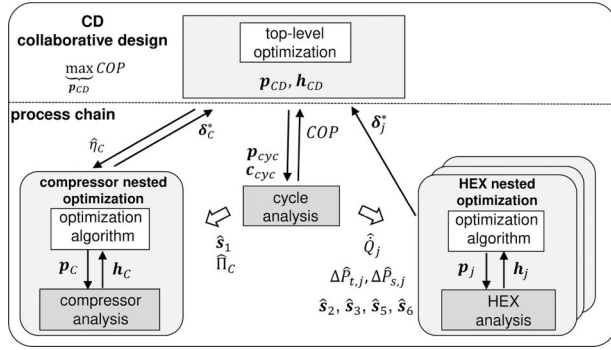 CD
collaborative design
max COP
p_CD
top-level
optimization
p_CD, h_CD
process chain
η̂_C
δ*_C
p_cyc
c_cyc
COP
δ*_j
compressor nested
optimization
optimization
algorithm
p_C
h_C
compressor
analysis
cycle
analysis
ŝ_1
Π̂_C
Q̇̂_j
ΔP̂_t,j, ΔP̂_s,j
ŝ_2, ŝ_3, ŝ_5, ŝ_6
HEX nested
optimization
optimization
algorithm
p_j
h_j
HEX
analysis